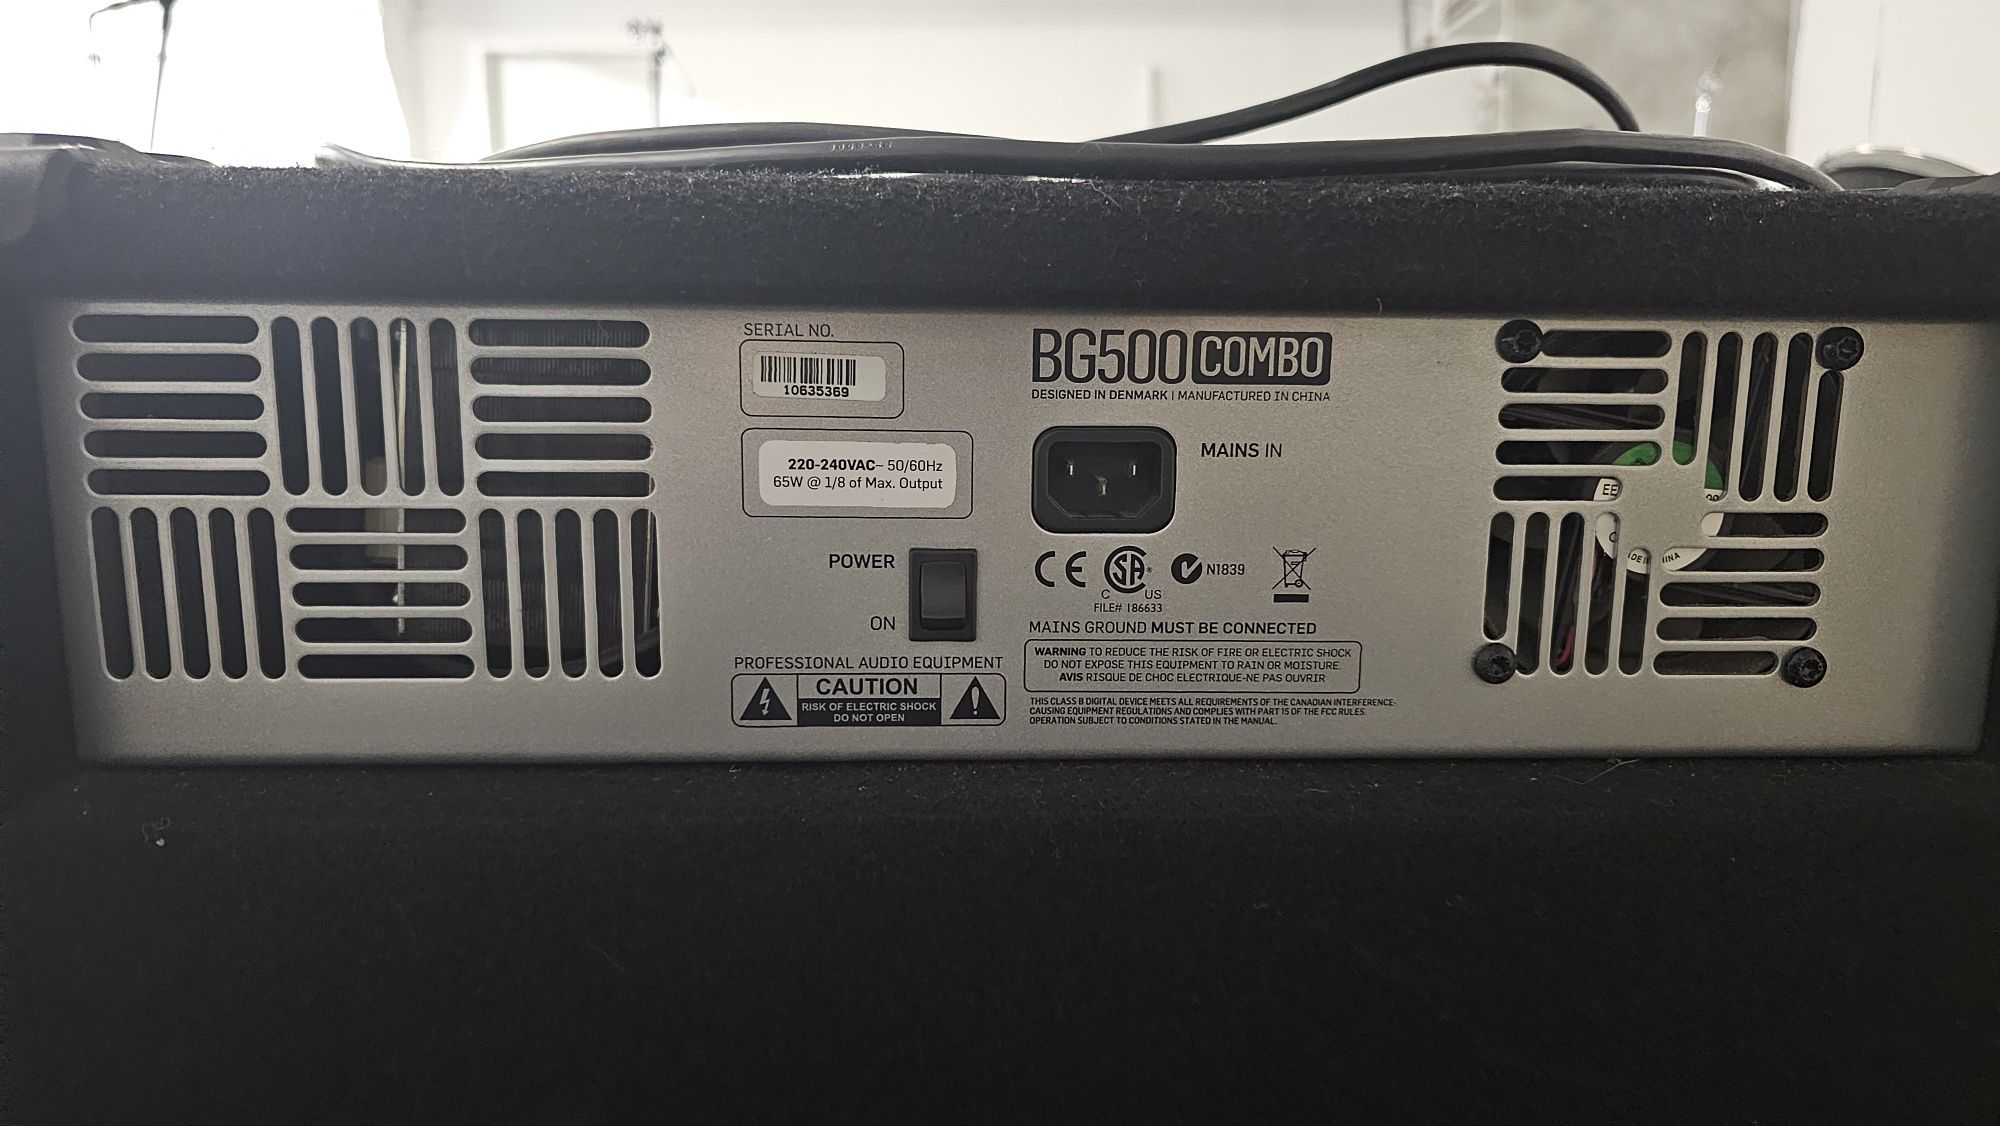 SERIAL NO.
10635369
220-240VAC~ 50/60Hz
65W @ 1/8 of Max. Output
POWER
ON
PROFESSIONAL AUDIO EQUIPMENT
CAUTION
RISK OF ELECTRIC SHOCK
DO NOT OPEN
BG500 COMBO
DESIGNED IN DENMARK | MANUFACTURED IN CHINA
MAINS IN
CE SA® N1839
C US
FILE# 186633
MAINS GROUND MUST BE CONNECTED
WARNING TO REDUCE THE RISK OF FIRE OR ELECTRIC SHOCK
DO NOT EXPOSE THIS EQUIPMENT TO RAIN OR MOISTURE.
AVIS RISQUE DE CHOC ELECTRIQUE-NE PAS OUVRIR
THIS CLASS B DIGITAL DEVICE MEETS ALL REQUIREMENTS OF THE CANADIAN INTERFERENCE-
CAUSING EQUIPMENT REGULATIONS AND COMPLIES WITH PART 15 OF THE FCC RULES.
OPERATION SUBJECT TO CONDITIONS STATED IN THE MANUAL.